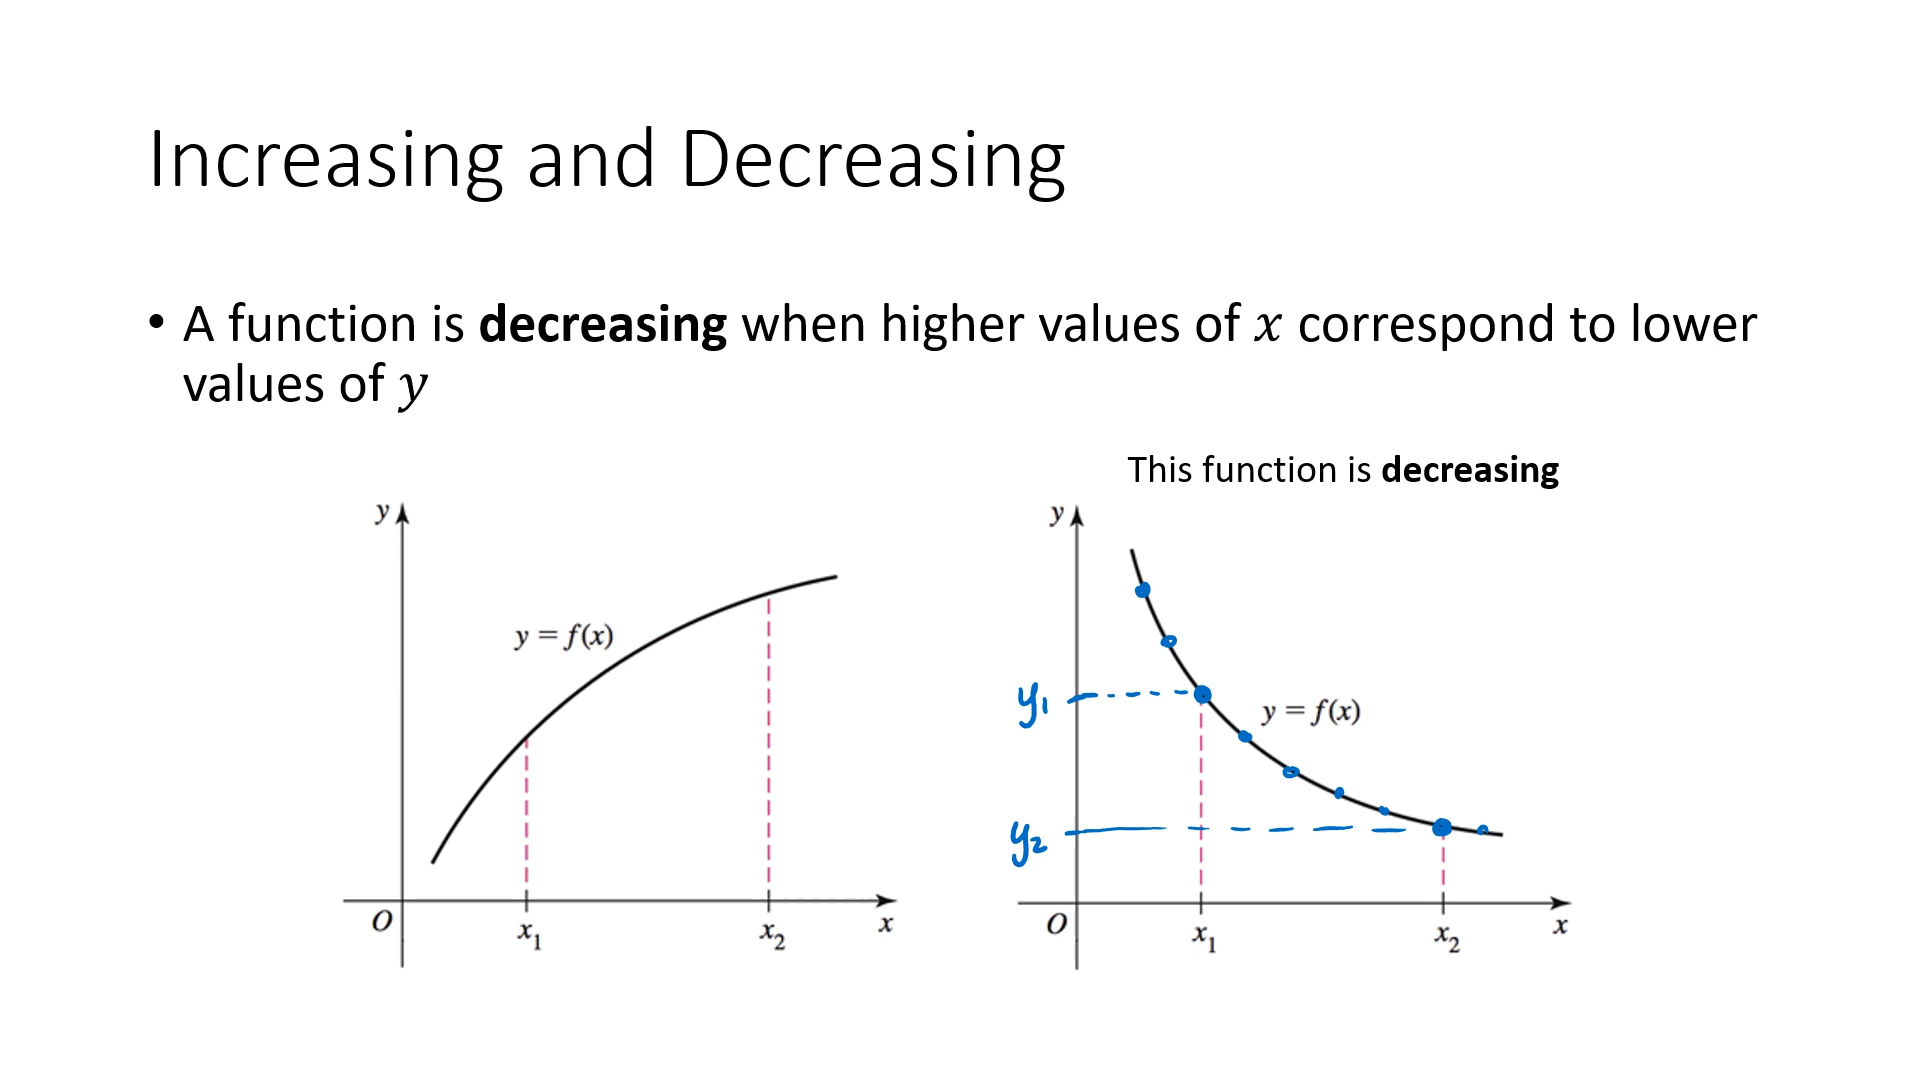 Increasing and Decreasing
• A function is decreasing when higher values of x correspond to lower
values of y
This function is decreasing
y
y = f(x)
O
x₁
x₂
x
y
y₁
y = f(x)
y₂
O
x₁
x₂
x